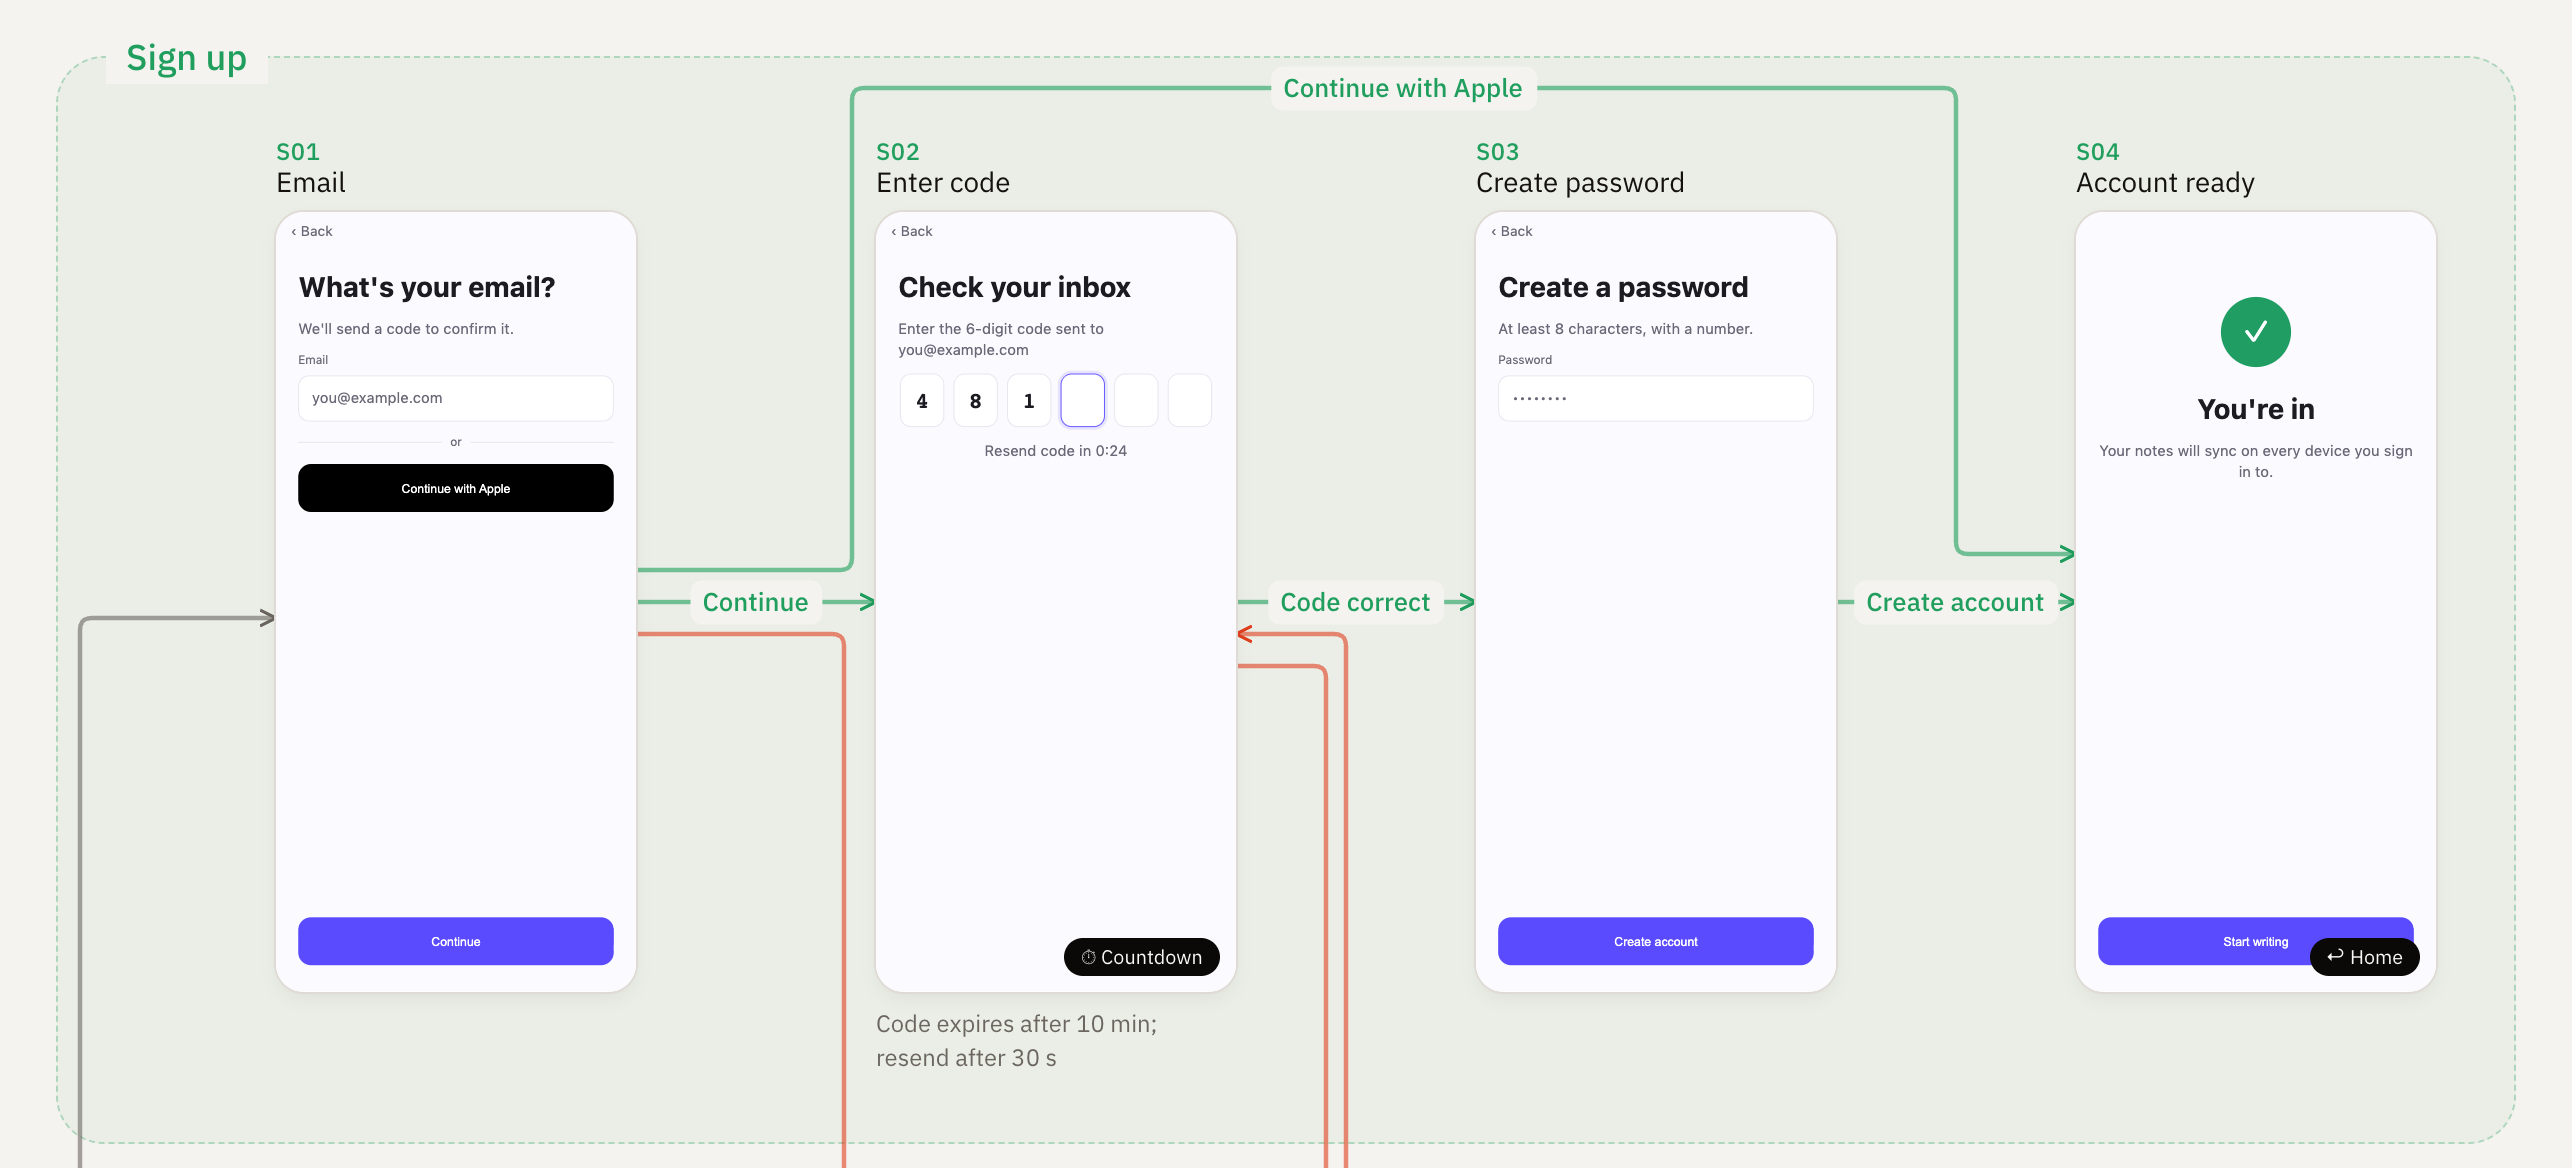 Sign up
Continue with Apple
S01
Email
‹ Back
What's your email?
We'll send a code to confirm it.
Email
you@example.com
or
Continue with Apple
Continue
Continue
S02
Enter code
‹ Back
Check your inbox
Enter the 6-digit code sent to
you@example.com
4 8 1
Resend code in 0:24
Countdown
Code expires after 10 min;
resend after 30 s
Code correct
S03
Create password
‹ Back
Create a password
At least 8 characters, with a number.
Password
••••••••
Create account
Create account
S04
Account ready
You're in
Your notes will sync on every device you sign
in to.
Start writing
Home